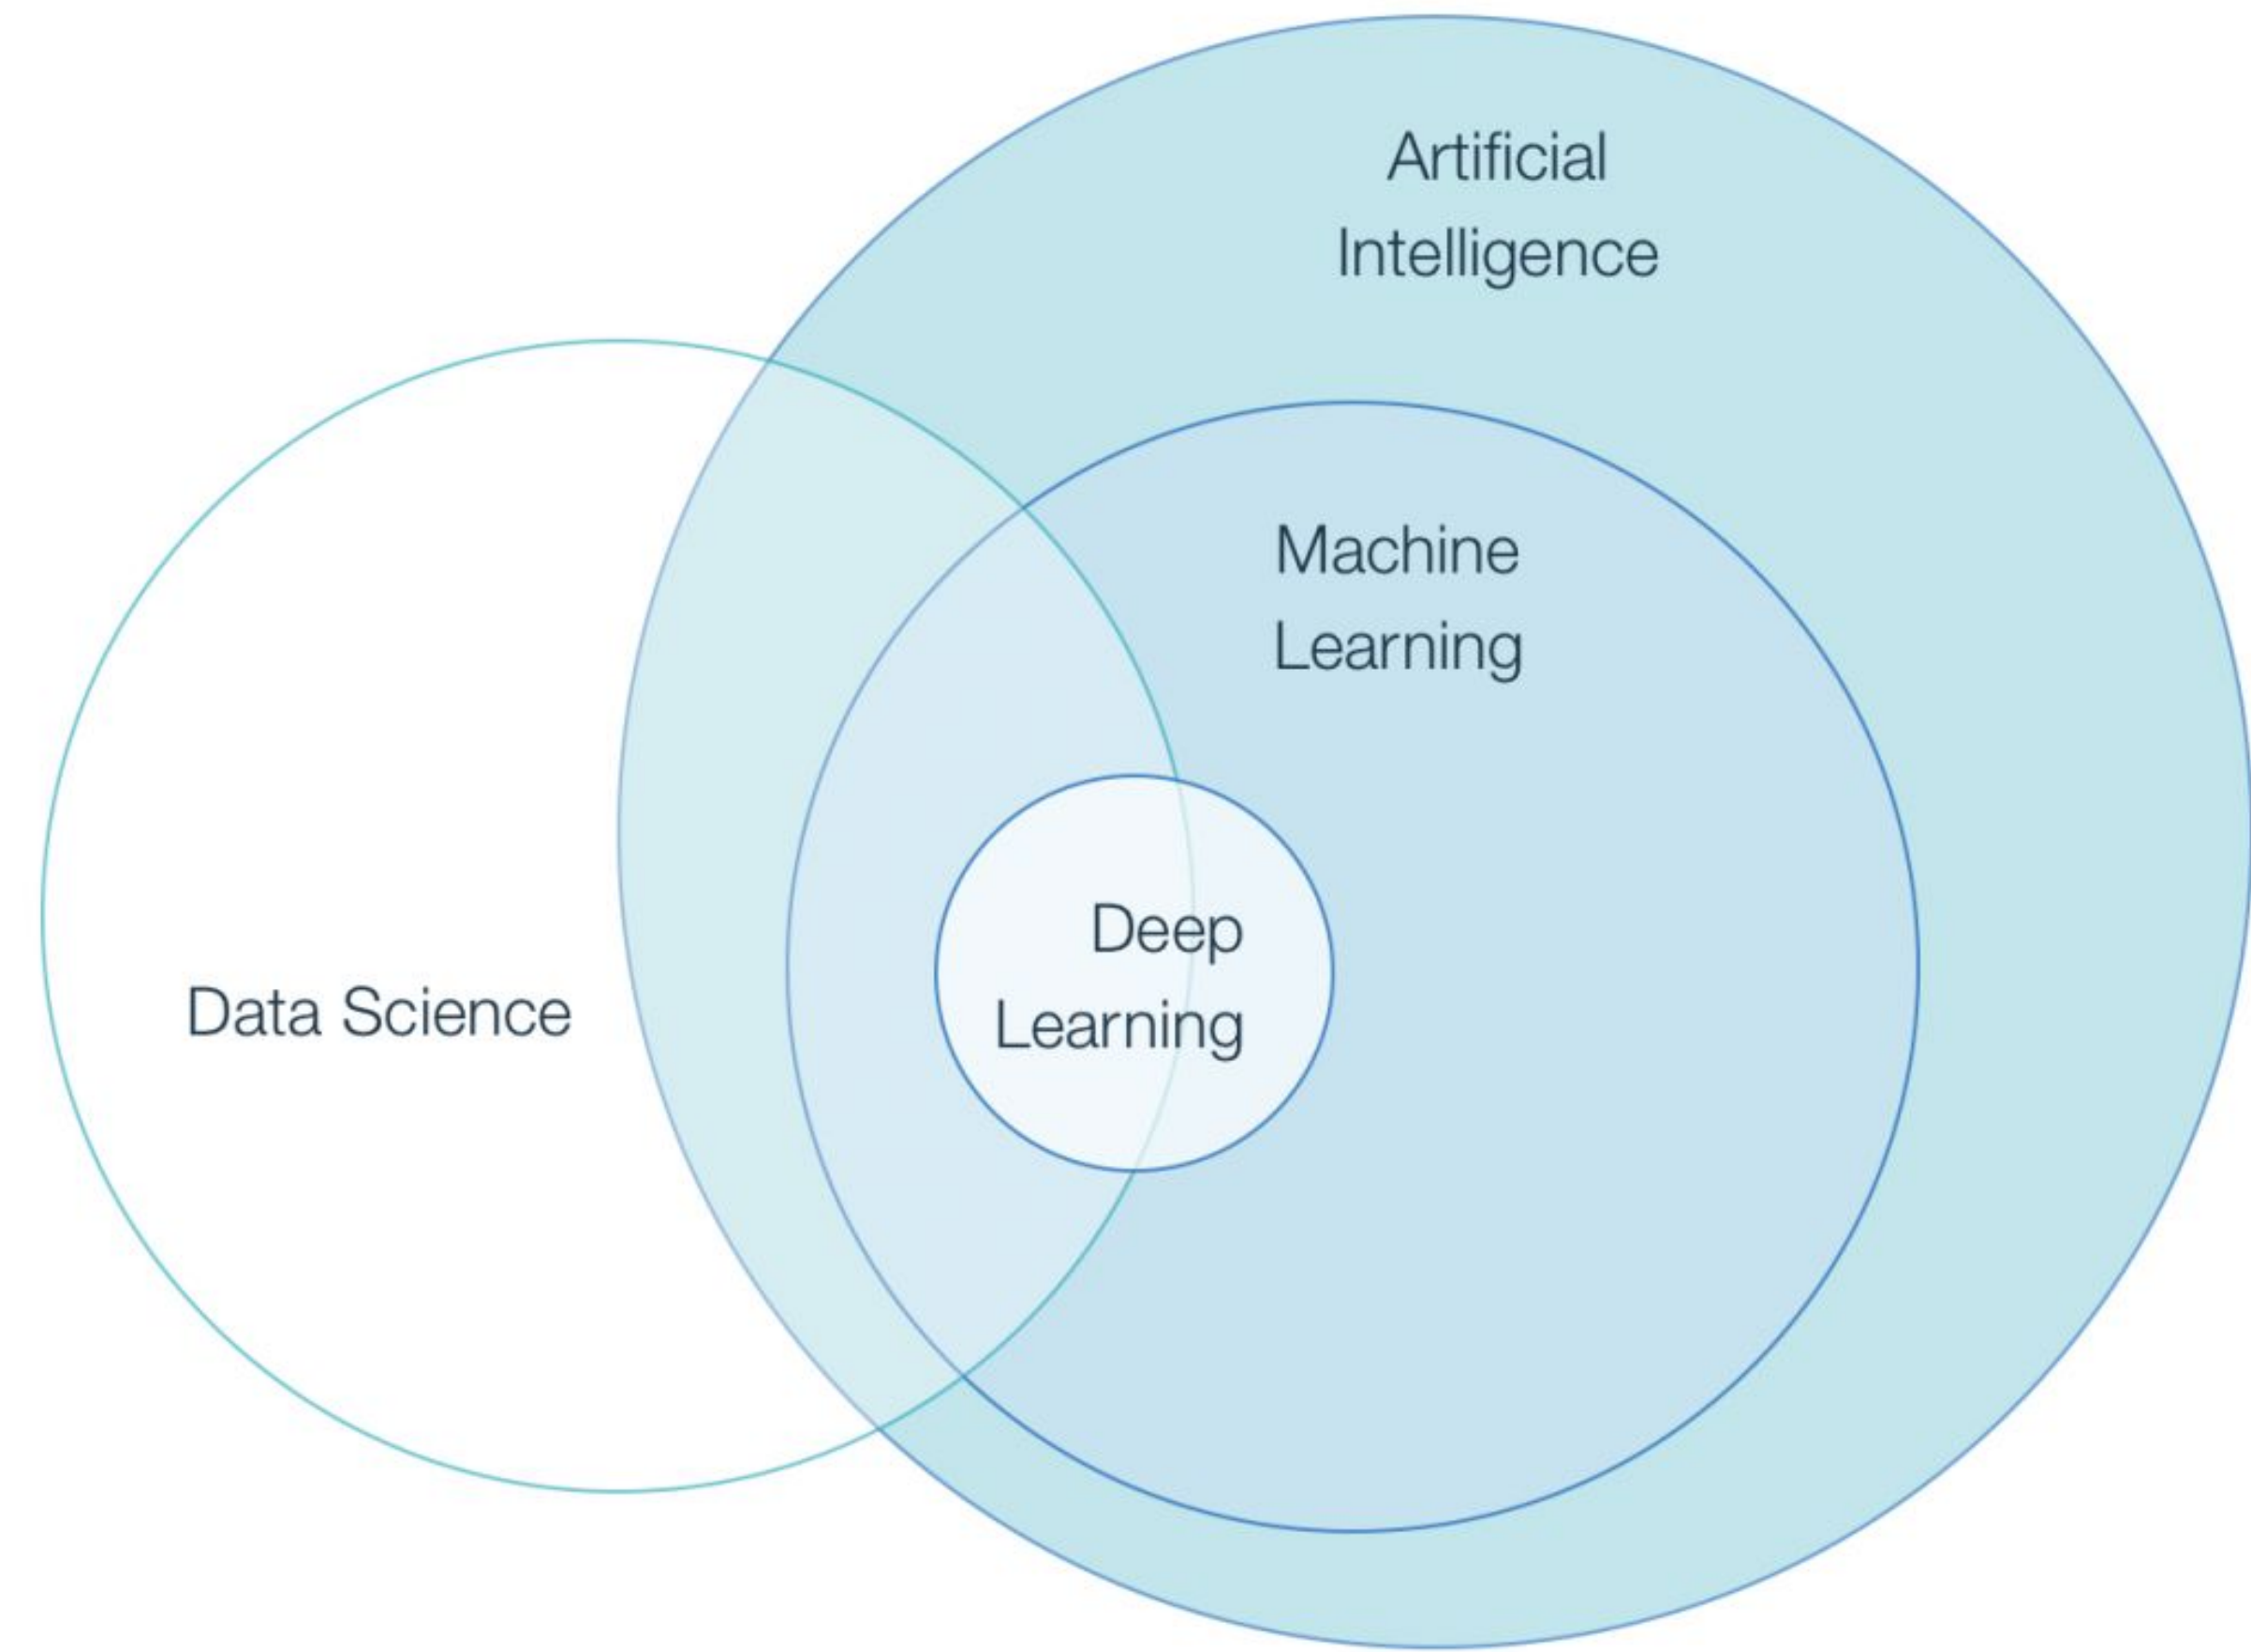 Artificial
Intelligence
Machine
Learning
Deep
Learning
Data Science